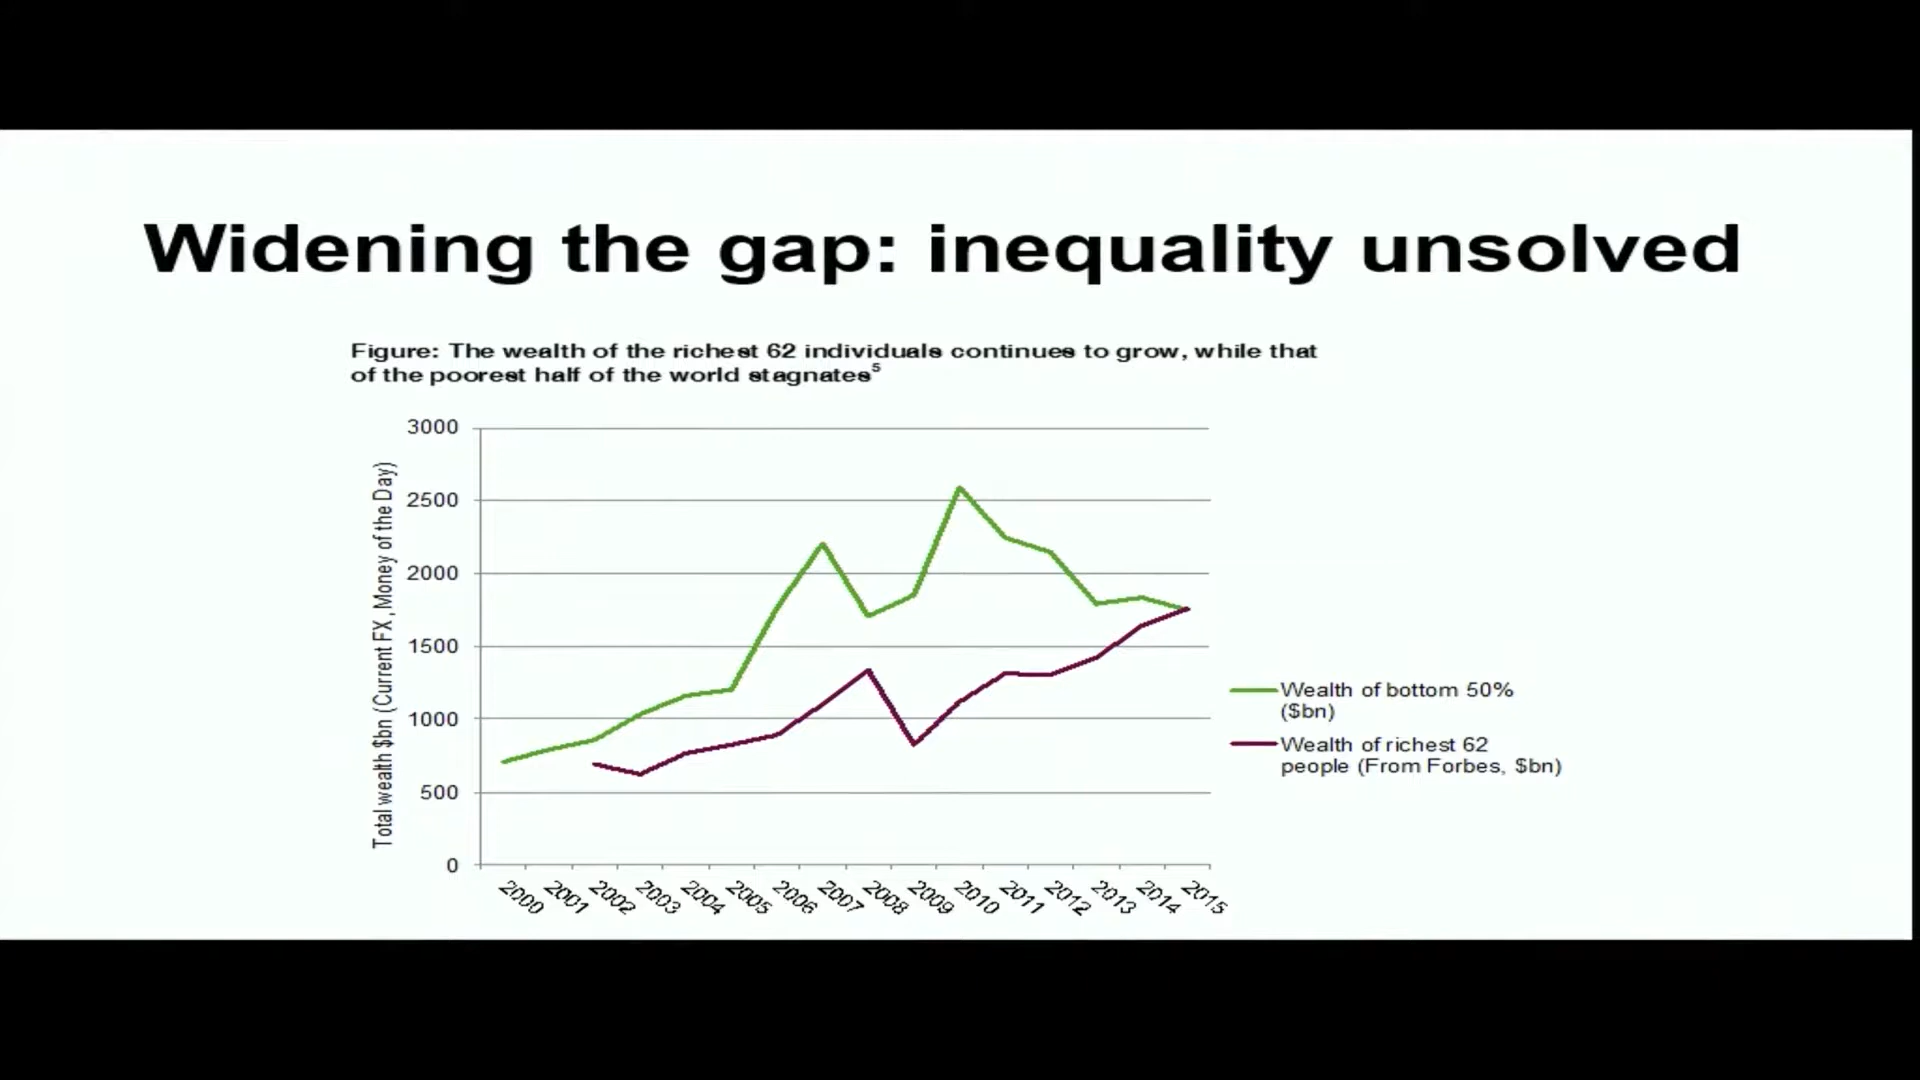 Widening the gap: inequality unsolved
Figure: The wealth of the richest 62 individuals continues to grow, while that
of the poorest half of the world stagnates⁵
Total wealth $bn (Current FX, Money of the Day)
3000
2500
2000
1500
1000
500
0
2000
2001
2002
2003
2004
2005
2006
2007
2008
2009
2010
2011
2012
2013
2014
2015
Wealth of bottom 50%
($bn)
Wealth of richest 62
people (From Forbes, $bn)